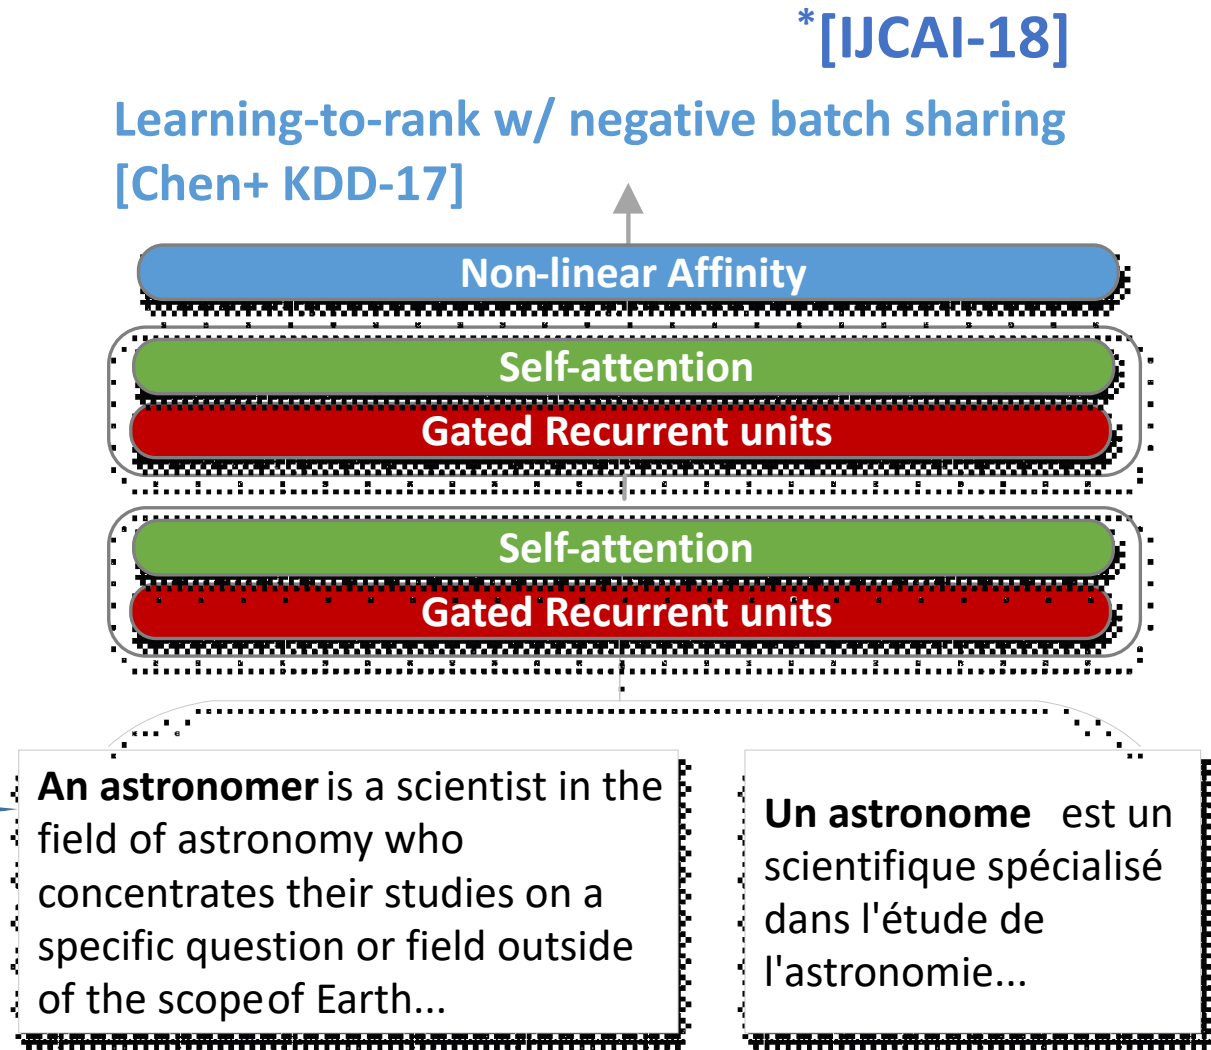 *[IJCAI-18]
Learning-to-rank w/ negative batch sharing
[Chen+ KDD-17]
Non-linear Affinity
Self-attention
Gated Recurrent units
Self-attention
Gated Recurrent units
An astronomer is a scientist in the
field of astronomy who
concentrates their studies on a
specific question or field outside
of the scope of Earth...
Un astronome est un
scientifique spécialisé
dans l'étude de
l'astronomie...